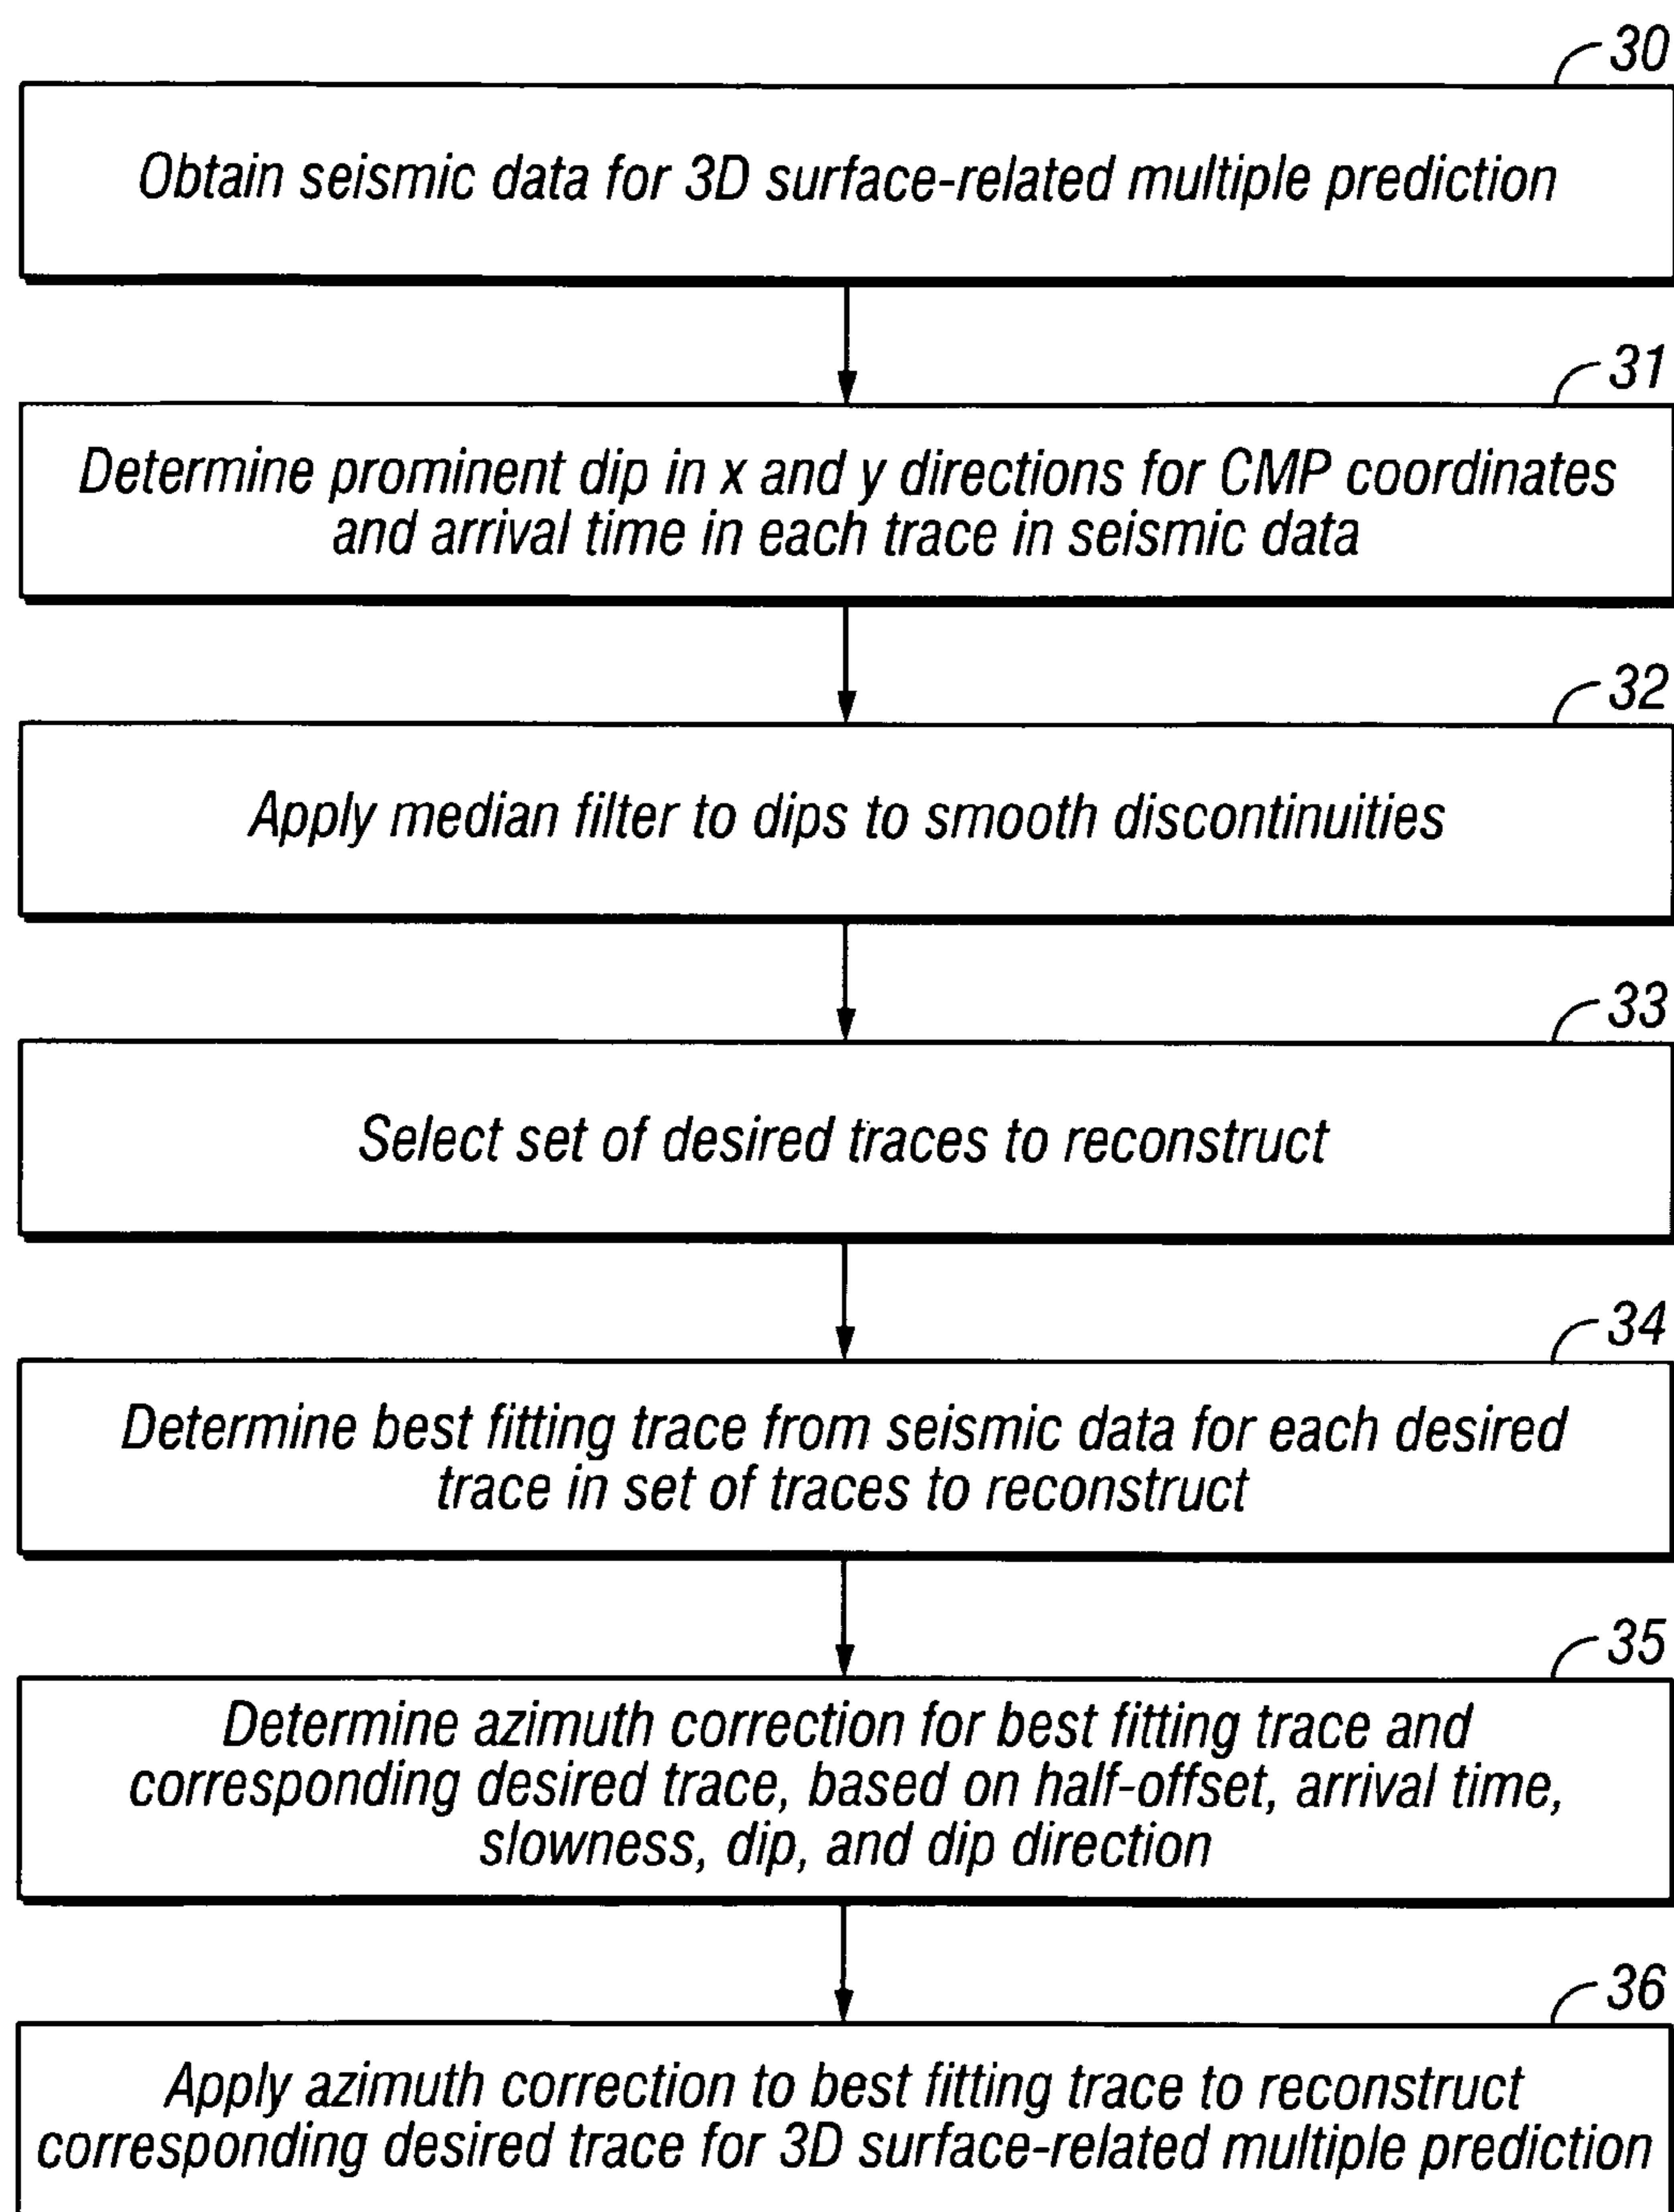 30
Obtain seismic data for 3D surface-related multiple prediction
31
Determine prominent dip in x and y directions for CMP coordinates
and arrival time in each trace in seismic data
32
Apply median filter to dips to smooth discontinuities
33
Select set of desired traces to reconstruct
34
Determine best fitting trace from seismic data for each desired
trace in set of traces to reconstruct
35
Determine azimuth correction for best fitting trace and
corresponding desired trace, based on half-offset, arrival time,
slowness, dip, and dip direction
36
Apply azimuth correction to best fitting trace to reconstruct
corresponding desired trace for 3D surface-related multiple prediction